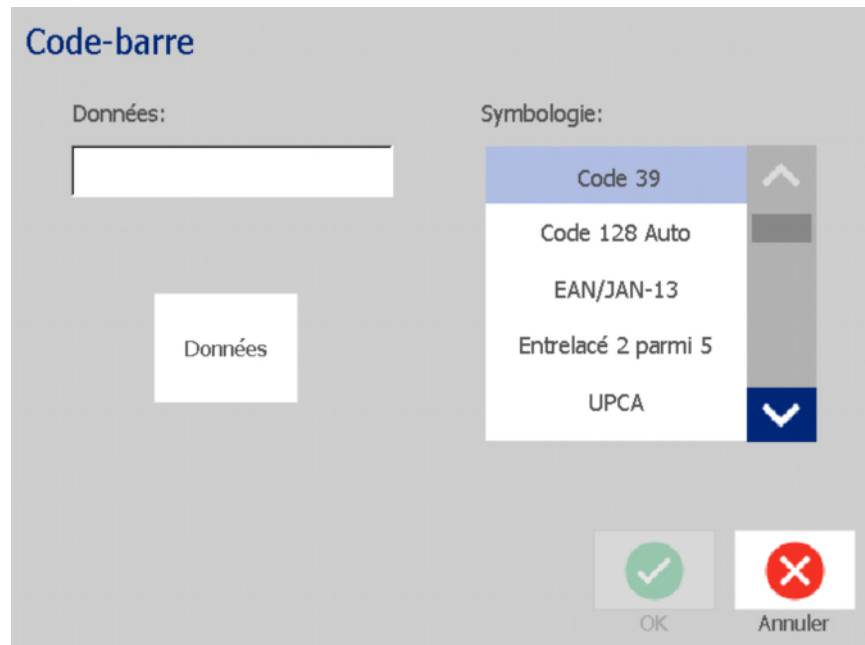 Code-barre
Données:
Symbologie:
Code 39
Code 128 Auto
EAN/JAN-13
Entrelacé 2 parmi 5
UPCA
Données
OK
Annuler